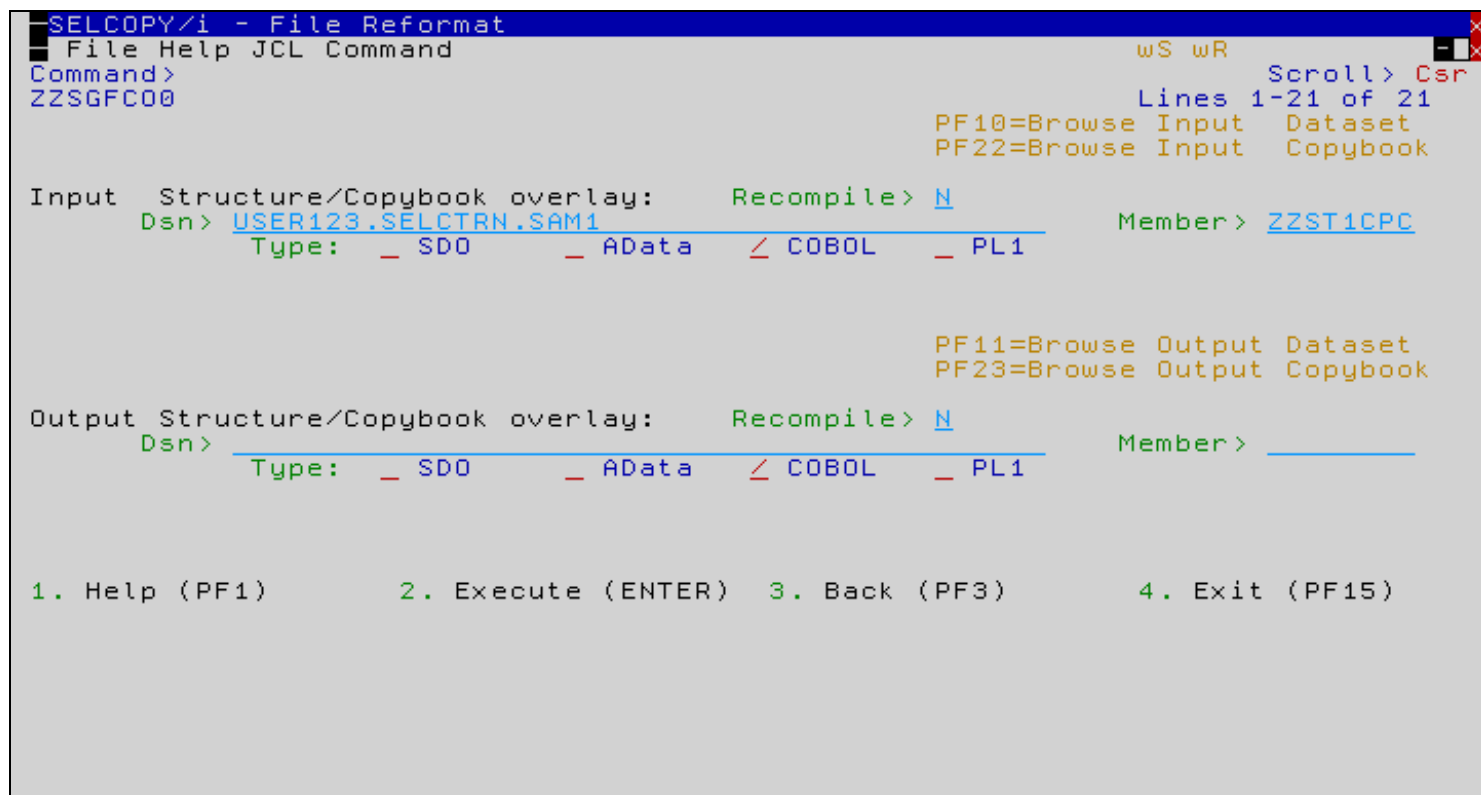 SELCOPY/i - File Reformat
File Help JCL Command wS wR
Command> Scroll> Csr
ZZSGFCO0 Lines 1-21 of 21
PF10=Browse Input Dataset
PF22=Browse Input Copybook
Input Structure/Copybook overlay: Recompile> N
Dsn> USER123.SELCTRN.SAM1 Member> ZZST1CPC
Type: _ SDO _ AData / COBOL _ PL1
PF11=Browse Output Dataset
PF23=Browse Output Copybook
Output Structure/Copybook overlay: Recompile> N
Dsn> Member>
Type: _ SDO _ AData / COBOL _ PL1
1. Help (PF1) 2. Execute (ENTER) 3. Back (PF3) 4. Exit (PF15)